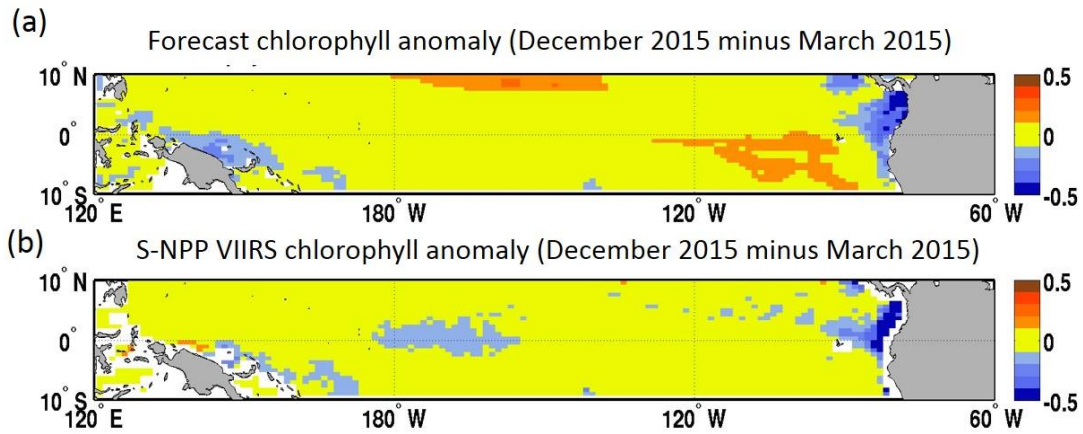 (a)
Forecast chlorophyll anomaly (December 2015 minus March 2015)
10° N
0°
10° S
120° E
180° W
120° W
60° W
0.5
0
-0.5
(b)
S-NPP VIIRS chlorophyll anomaly (December 2015 minus March 2015)
10° N
0°
10° S
120° E
180° W
120° W
60° W
0.5
0
-0.5